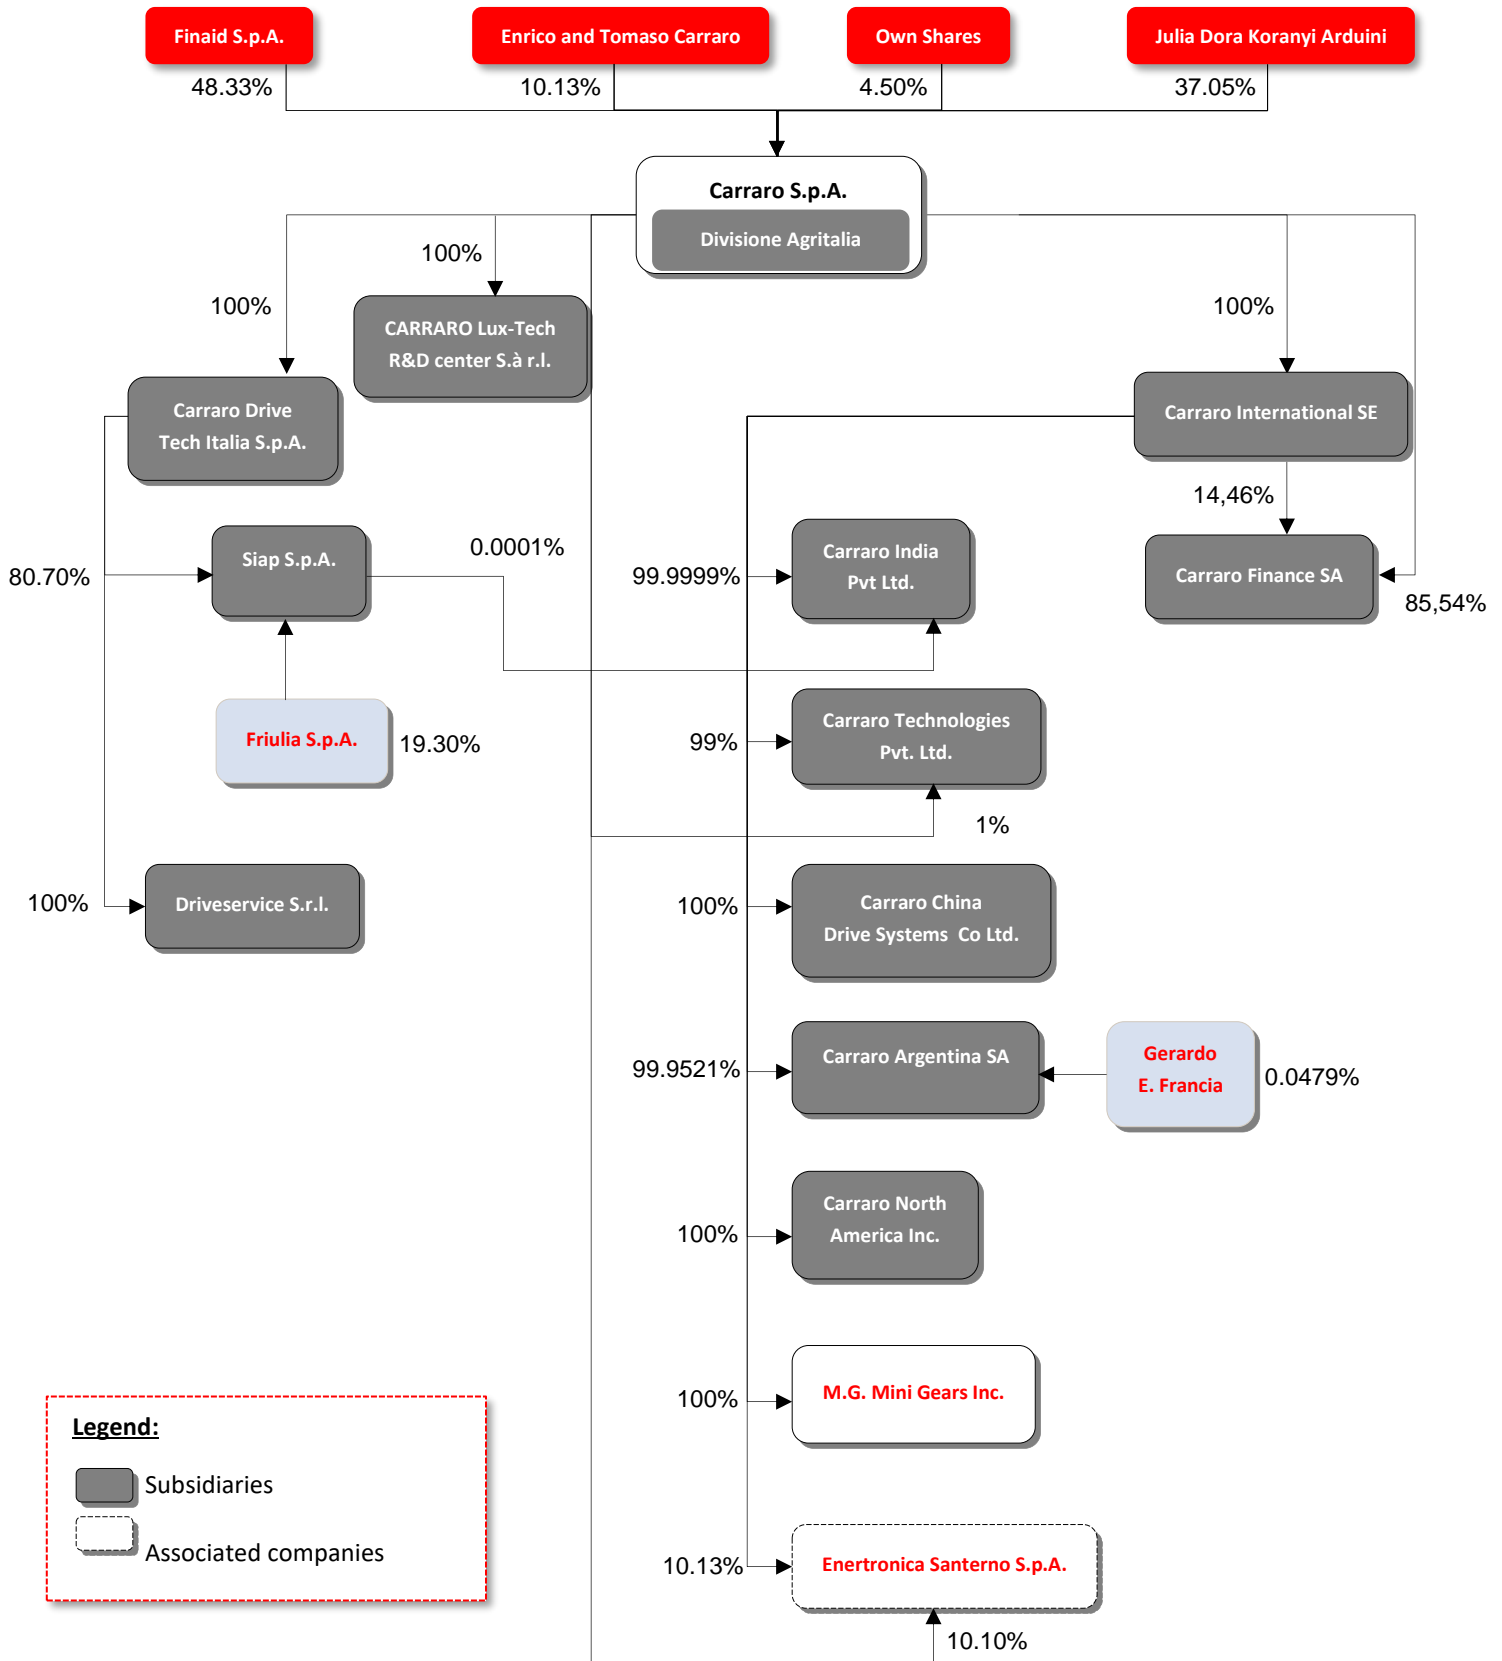 Finaid S.p.A.
Enrico and Tomaso Carraro
Own Shares
Julia Dora Koranyi Arduini
48.33%
10.13%
4.50%
37.05%
Carraro S.p.A.
Divisione Agritalia
100%
100%
100%
CARRARO Lux-Tech
R&D center S.à r.l.
Carraro Drive
Tech Italia S.p.A.
Carraro International SE
14,46%
Siap S.p.A.
0.0001%
80.70%
99.9999%
Carraro India
Pvt Ltd.
Carraro Finance SA
85,54%
Friulia S.p.A.
19.30%
99%
Carraro Technologies
Pvt. Ltd.
1%
100%
Driveservice S.r.l.
100%
Carraro China
Drive Systems Co Ltd.
99.9521%
Carraro Argentina SA
Gerardo
E. Francia
0.0479%
100%
Carraro North
America Inc.
100%
M.G. Mini Gears Inc.
Legend:
Subsidiaries
Associated companies
10.13%
Enertronica Santerno S.p.A.
10.10%